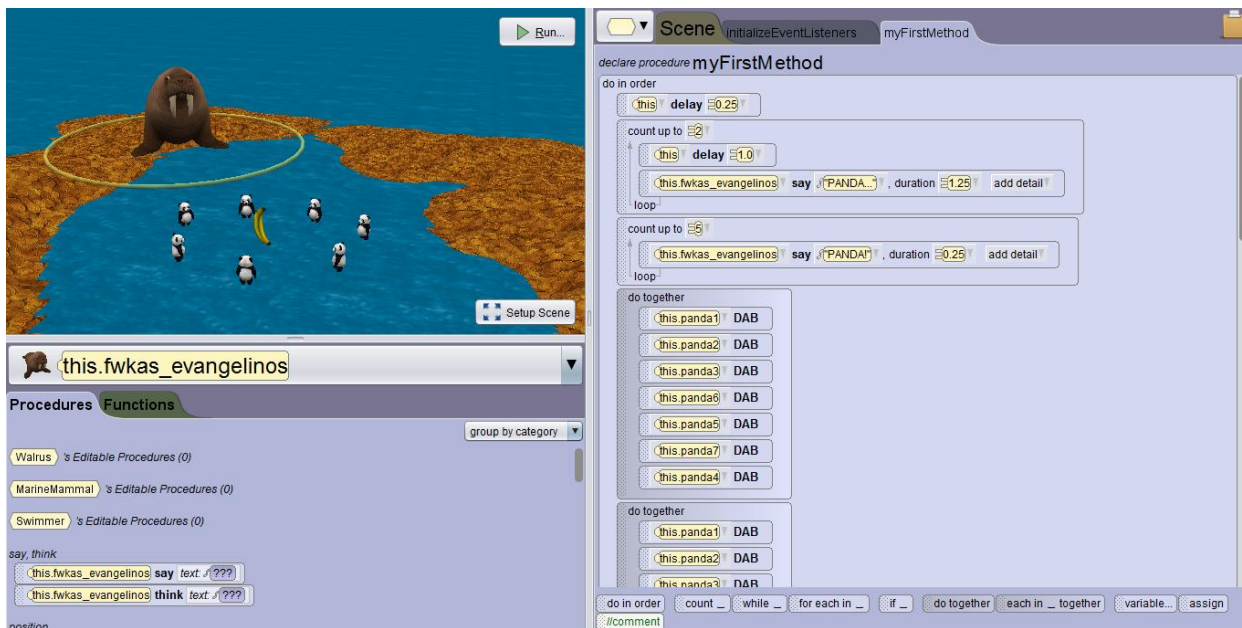 Run...
Setup Scene
this.fwkas_evangelinos
Procedures Functions
group by category
Walrus 's Editable Procedures (0)
MarineMammal 's Editable Procedures (0)
Swimmer 's Editable Procedures (0)
say, think
this.fwkas_evangelinos say text: ???
this.fwkas_evangelinos think text: ???
position
Scene initializeEventListeners myFirstMethod
declare procedure myFirstMethod
do in order
this delay 0.25
count up to 2
this delay 1.0
this.fwkas_evangelinos say "PANDA..." , duration 1.25 add detail
loop
count up to 5
this.fwkas_evangelinos say "PANDA!" , duration 0.25 add detail
loop
do together
this.panda1 DAB
this.panda2 DAB
this.panda3 DAB
this.panda6 DAB
this.panda5 DAB
this.panda7 DAB
this.panda4 DAB
do together
this.panda1 DAB
this.panda2 DAB
this.panda3 DAB
do in order count _ while _ for each in _ if _ do together each in _ together variable... assign
//comment